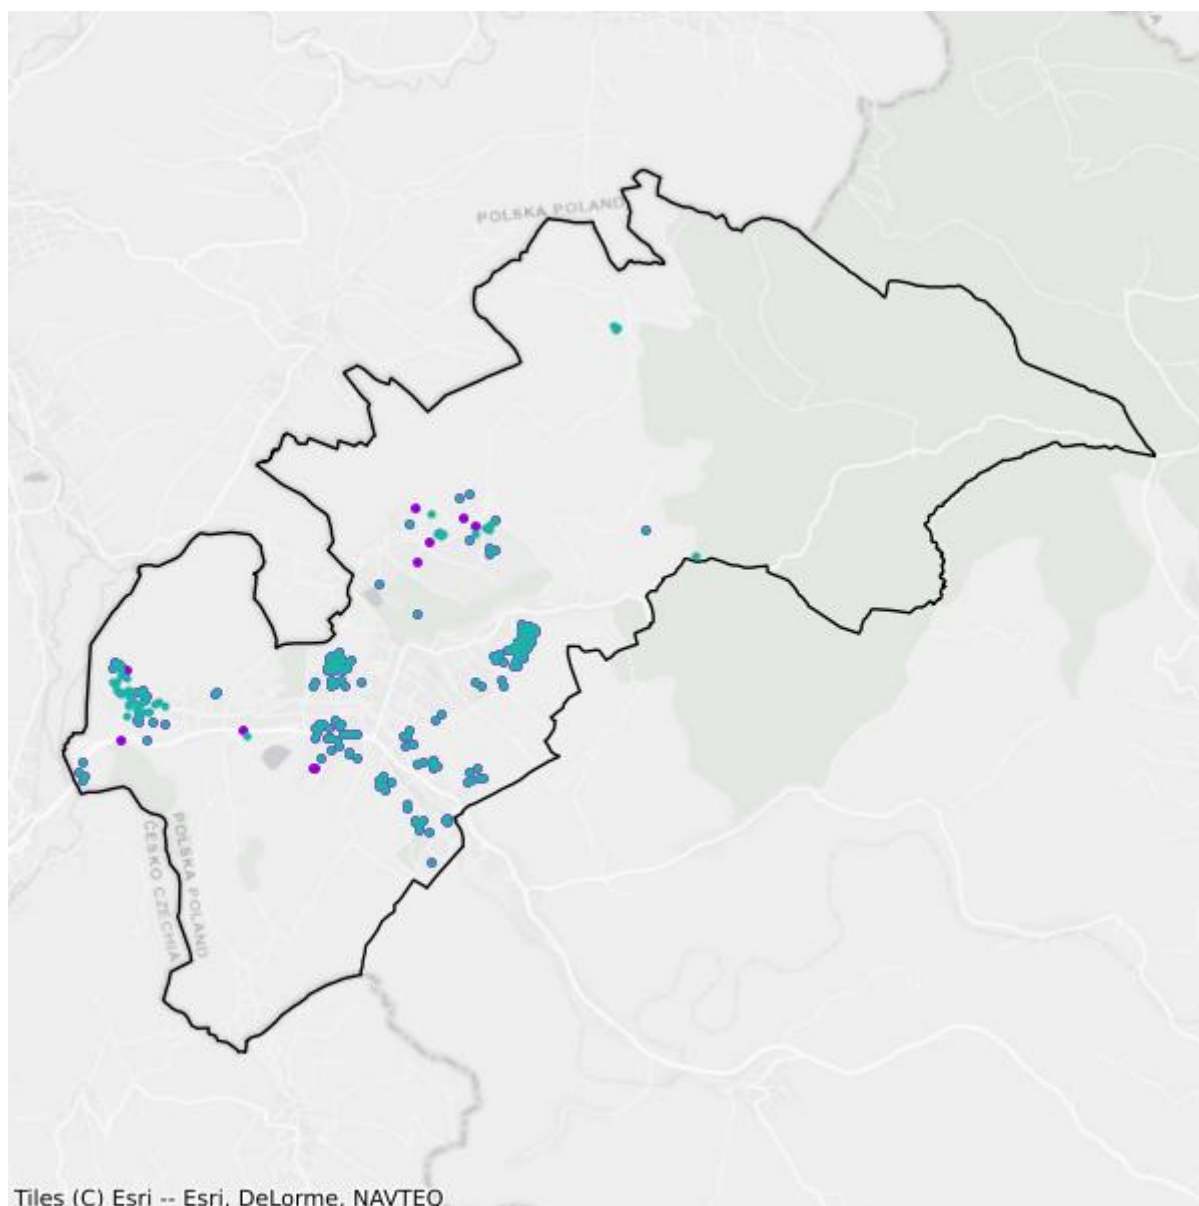 POLSKA POLAND
POLSKA POLAND
ČESKO CZECHIA
Tiles (C) Esri -- Esri, DeLorme, NAVTEQ